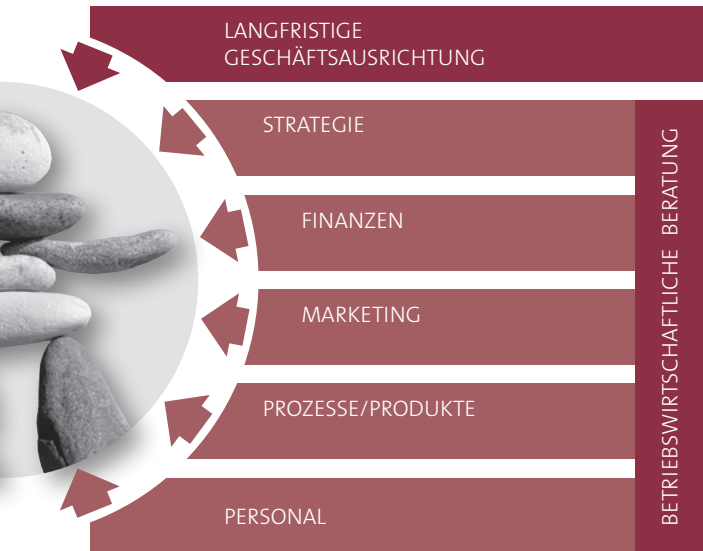 LANGFRISTIGE
GESCHÄFTSAUSRICHTUNG
STRATEGIE
FINANZEN
MARKETING
PROZESSE/PRODUKTE
PERSONAL
BETRIEBSWIRTSCHAFTLICHE BERATUNG